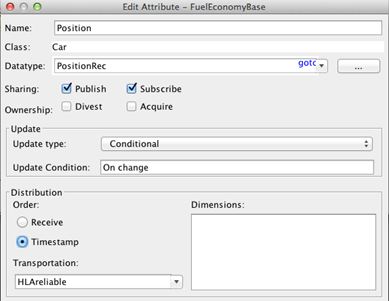 Edit Attribute - FuelEconomyBase
Name: Position
Class: Car
Datatype: PositionRec goto ...
Sharing: Publish Subscribe
Ownership: Divest Acquire
Update
Update type: Conditional
Update Condition: On change
Distribution
Order: Dimensions:
Receive
Timestamp
Transportation:
HLAreliable